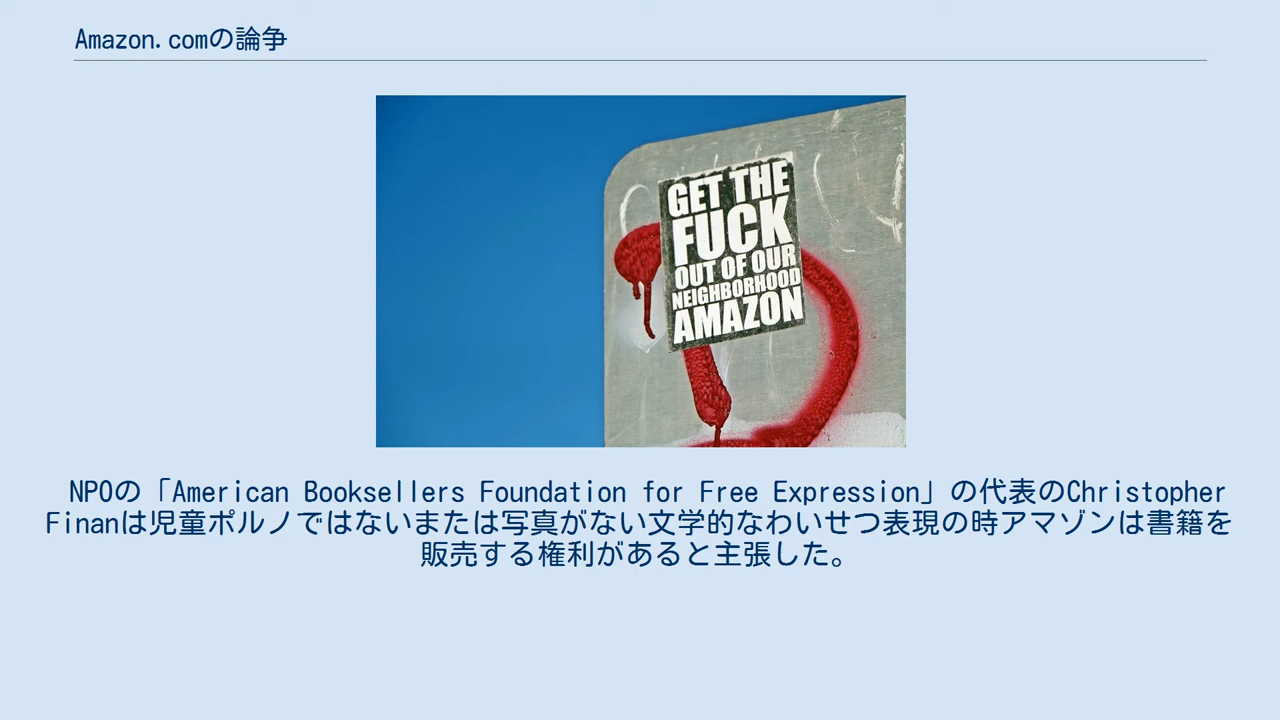 Amazon.comの論争
GET THE
FUCK
OUT OF OUR
NEIGHBORHOOD
AMAZON
NPOの「American Booksellers Foundation for Free Expression」の代表のChristopher
Finanは児童ポルノではないまたは写真がない文学的なわいせつ表現の時アマゾンは書籍を
販売する権利があると主張した。